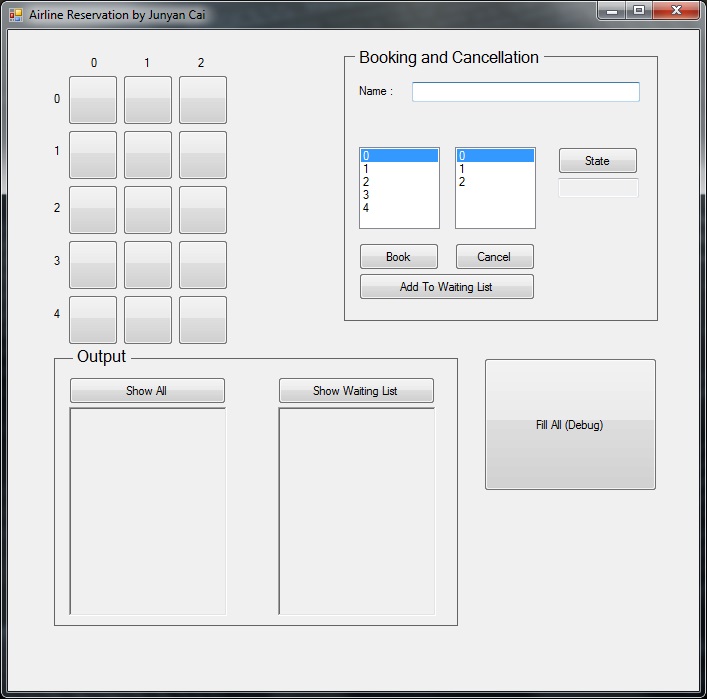 Airline Reservation by Junyan Cai
0 1 2
0
1
2
3
4
Booking and Cancellation
Name :
0
1
2
3
4
0
1
2
State
Book
Cancel
Add To Waiting List
Output
Show All
Show Waiting List
Fill All (Debug)